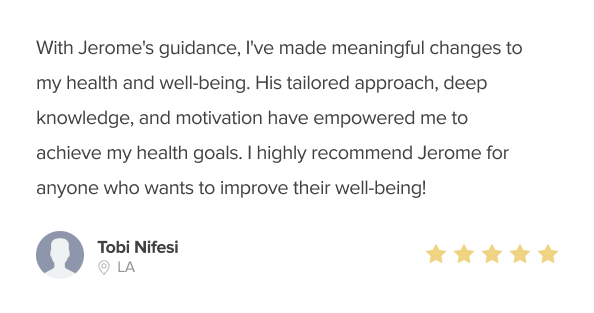 With Jerome's guidance, I've made meaningful changes to
my health and well-being. His tailored approach, deep
knowledge, and motivation have empowered me to
achieve my health goals. I highly recommend Jerome for
anyone who wants to improve their well-being!
Tobi Nifesi
LA